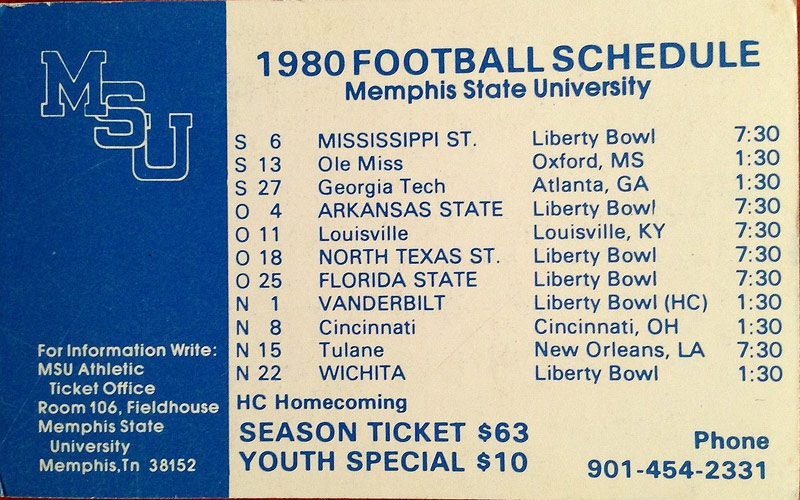 MSU
1980 FOOTBALL SCHEDULE
Memphis State University
S 6 MISSISSIPPI ST. Liberty Bowl 7:30
S 13 Ole Miss Oxford, MS 1:30
S 27 Georgia Tech Atlanta, GA 1:30
O 4 ARKANSAS STATE Liberty Bowl 7:30
O 11 Louisville Louisville, KY 7:30
O 18 NORTH TEXAS ST. Liberty Bowl 7:30
O 25 FLORIDA STATE Liberty Bowl 7:30
N 1 VANDERBILT Liberty Bowl (HC) 1:30
N 8 Cincinnati Cincinnati, OH 1:30
N 15 Tulane New Orleans, LA 7:30
N 22 WICHITA Liberty Bowl 1:30
HC Homecoming
SEASON TICKET $63
YOUTH SPECIAL $10
Phone
901-454-2331
For Information Write:
MSU Athletic
Ticket Office
Room 106, Fieldhouse
Memphis State
University
Memphis,Tn 38152